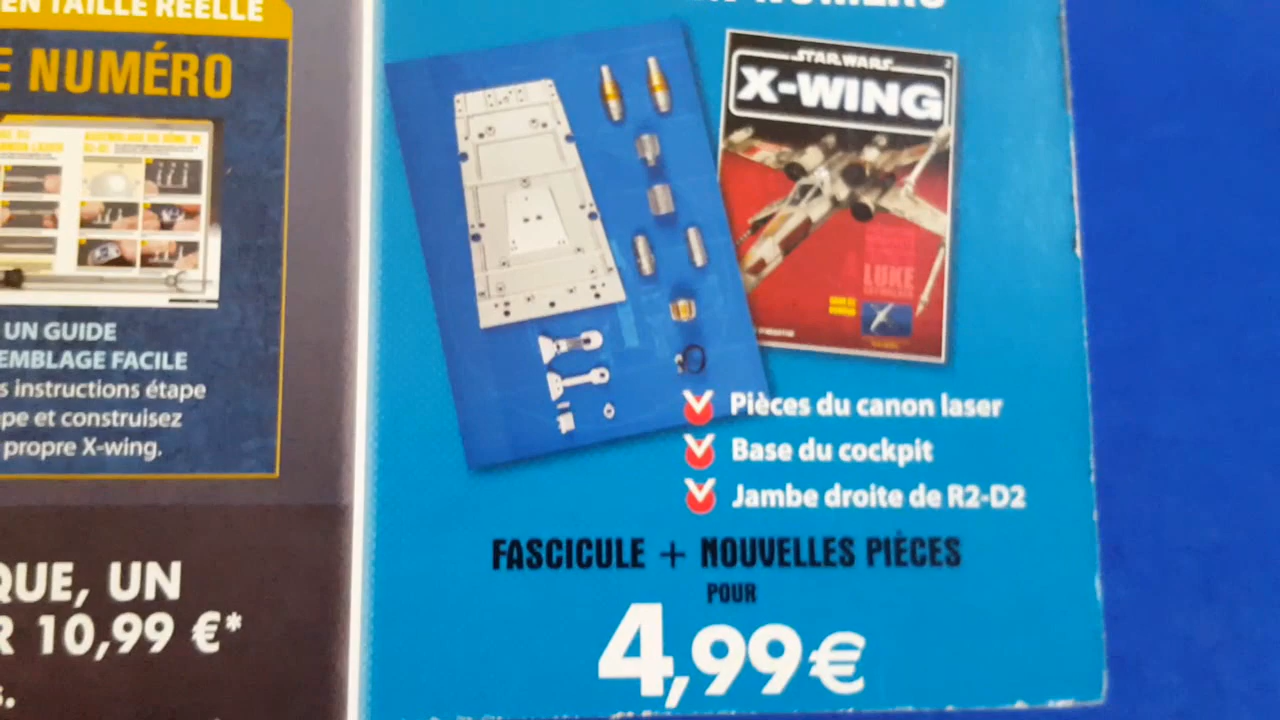 EN TAILLE RÉELLE
E NUMÉRO
UN GUIDE
EMBLAGE FACILE
s instructions étape
pe et construisez
propre X-wing.
QUE, UN
R 10,99 €*
s.
NUMÉRO
STAR WARS
2
X-WING
LUKE
Pièces du canon laser
Base du cockpit
Jambe droite de R2-D2
FASCICULE + NOUVELLES PIÈCES
POUR
4,99€